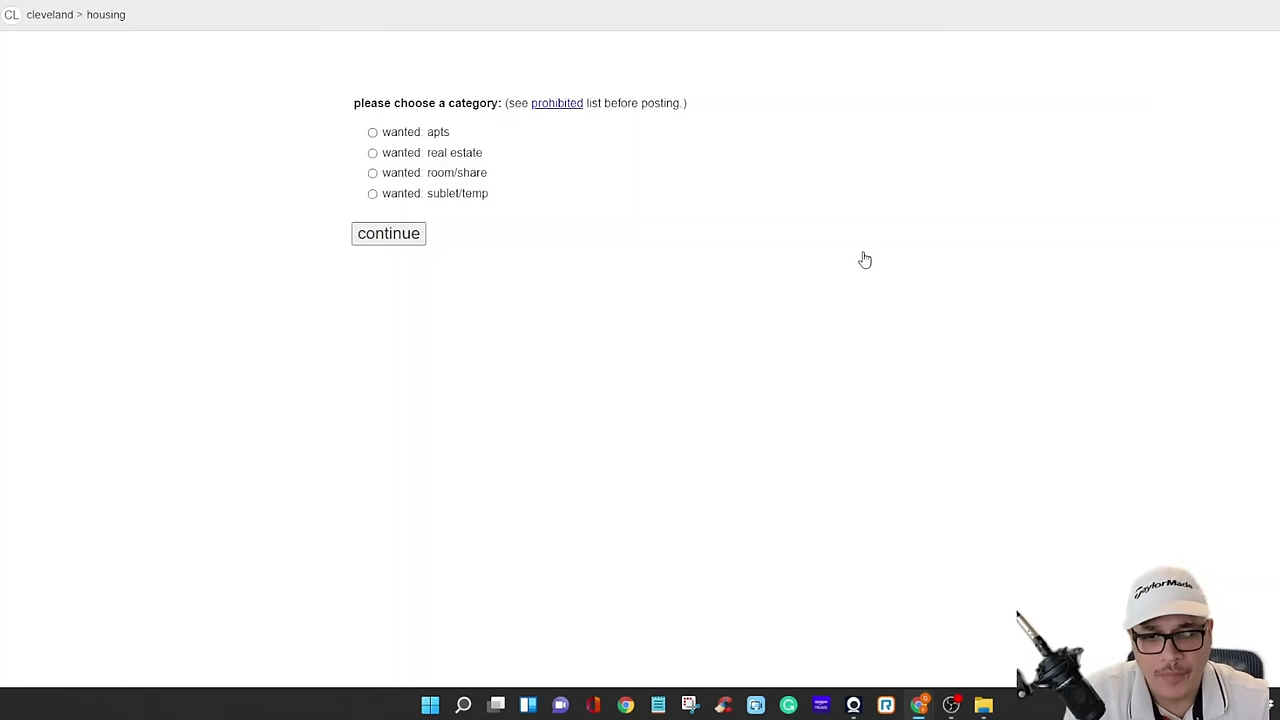 CL cleveland > housing
please choose a category: (see prohibited list before posting.)
wanted: apts
wanted: real estate
wanted: room/share
wanted: sublet/temp
continue
TaylorMade